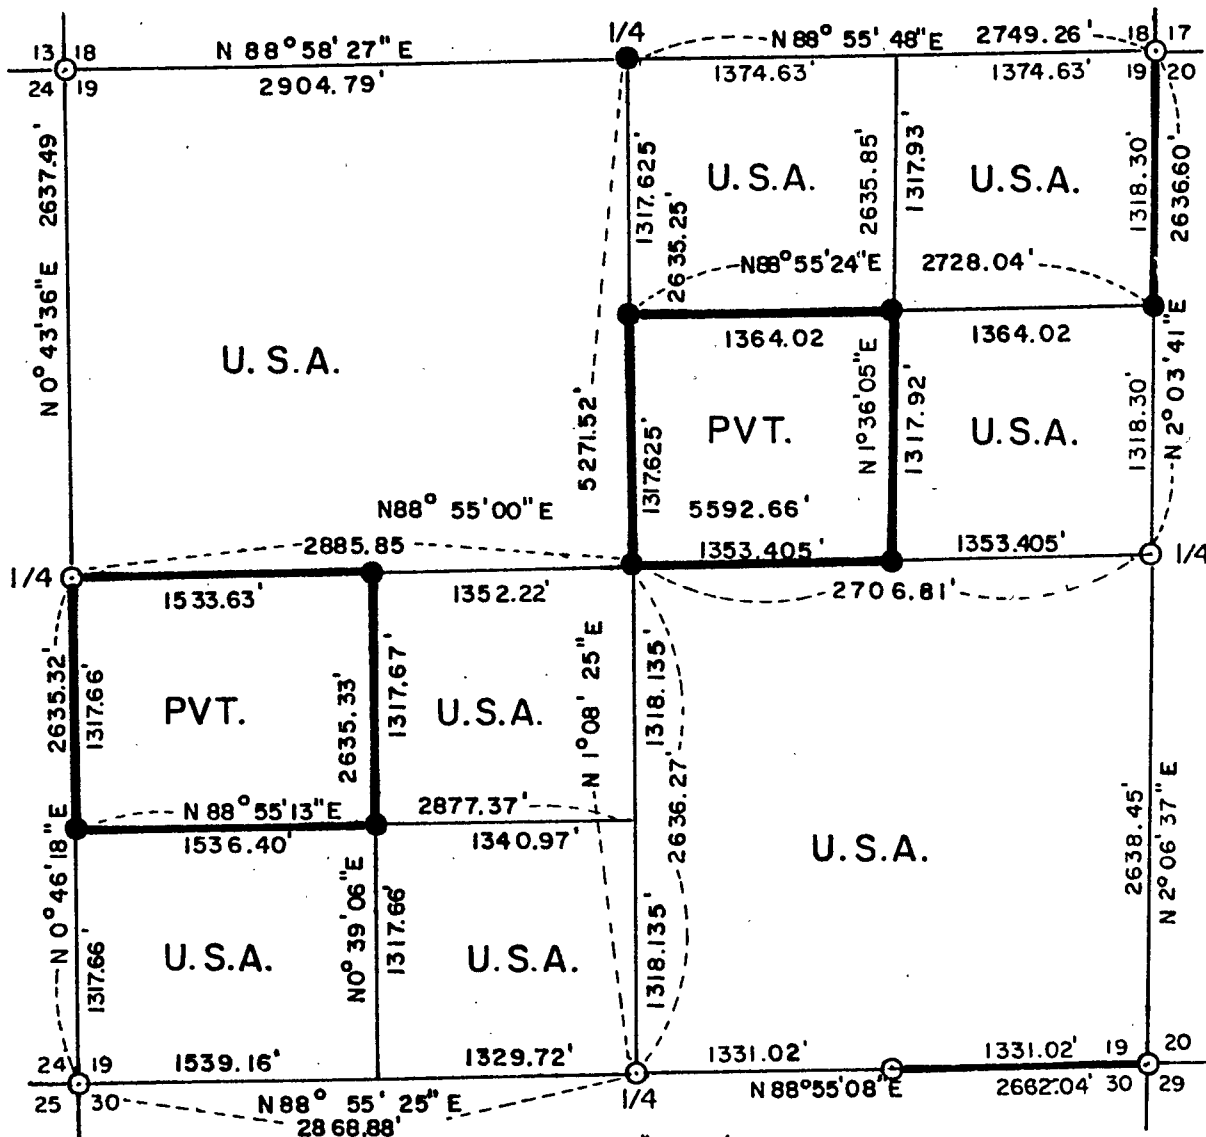 1/4
13 18
N 88° 58' 27" E
N 88° 55' 48" E
2749.26'
18 17
24 19
2904.79'
1374.63'
1374.63'
19 20
2637.49'
N 0° 43' 36" E
1317.625'
2635.25'
2635.85'
1317.93'
1318.30'
2636.60'
U.S.A.
U.S.A.
N88° 55' 24" E
2728.04'
1364.02
1364.02
U.S.A.
5271.52'
1317.625'
PVT.
N 1° 36' 05" E
1317.92'
U.S.A.
1318.30'
N 2° 03' 41" E
N88° 55' 00" E
5592.66'
2885.85
1353.405'
1353.405'
1/4
1/4
1533.63'
1352.22'
2706.81'
2635.32'
1317.66'
PVT.
2635.33'
1317.67'
U.S.A.
N 1° 08' 25" E
1318.135'
2636.27'
N 88° 55' 13" E
2877.37'
1536.40'
1340.97'
U.S.A.
2638.45'
N 2° 06' 37" E
N 0° 46' 18" E
1317.66'
U.S.A.
N0° 39' 06" E
1317.66'
U.S.A.
1318.135'
24 19
1539.16'
1329.72'
1331.02'
1331.02'
19 20
25 30
N 88° 55' 25" E
1/4
N 88° 55' 08" E
2662.04'
30 29
2868.88'